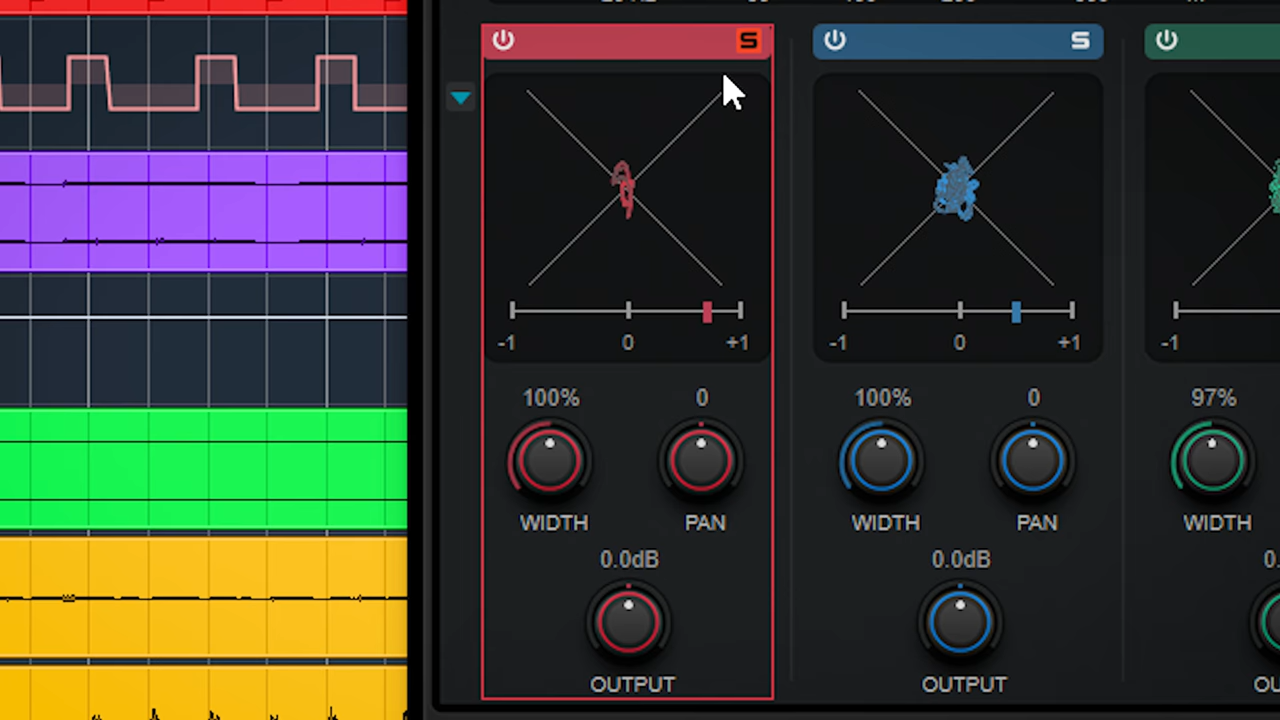 S S
-1 0 +1 -1 0 +1 -1
100% 0 100% 0 97%
WIDTH PAN WIDTH PAN WIDTH
0.0dB 0.0dB
OUTPUT OUTPUT